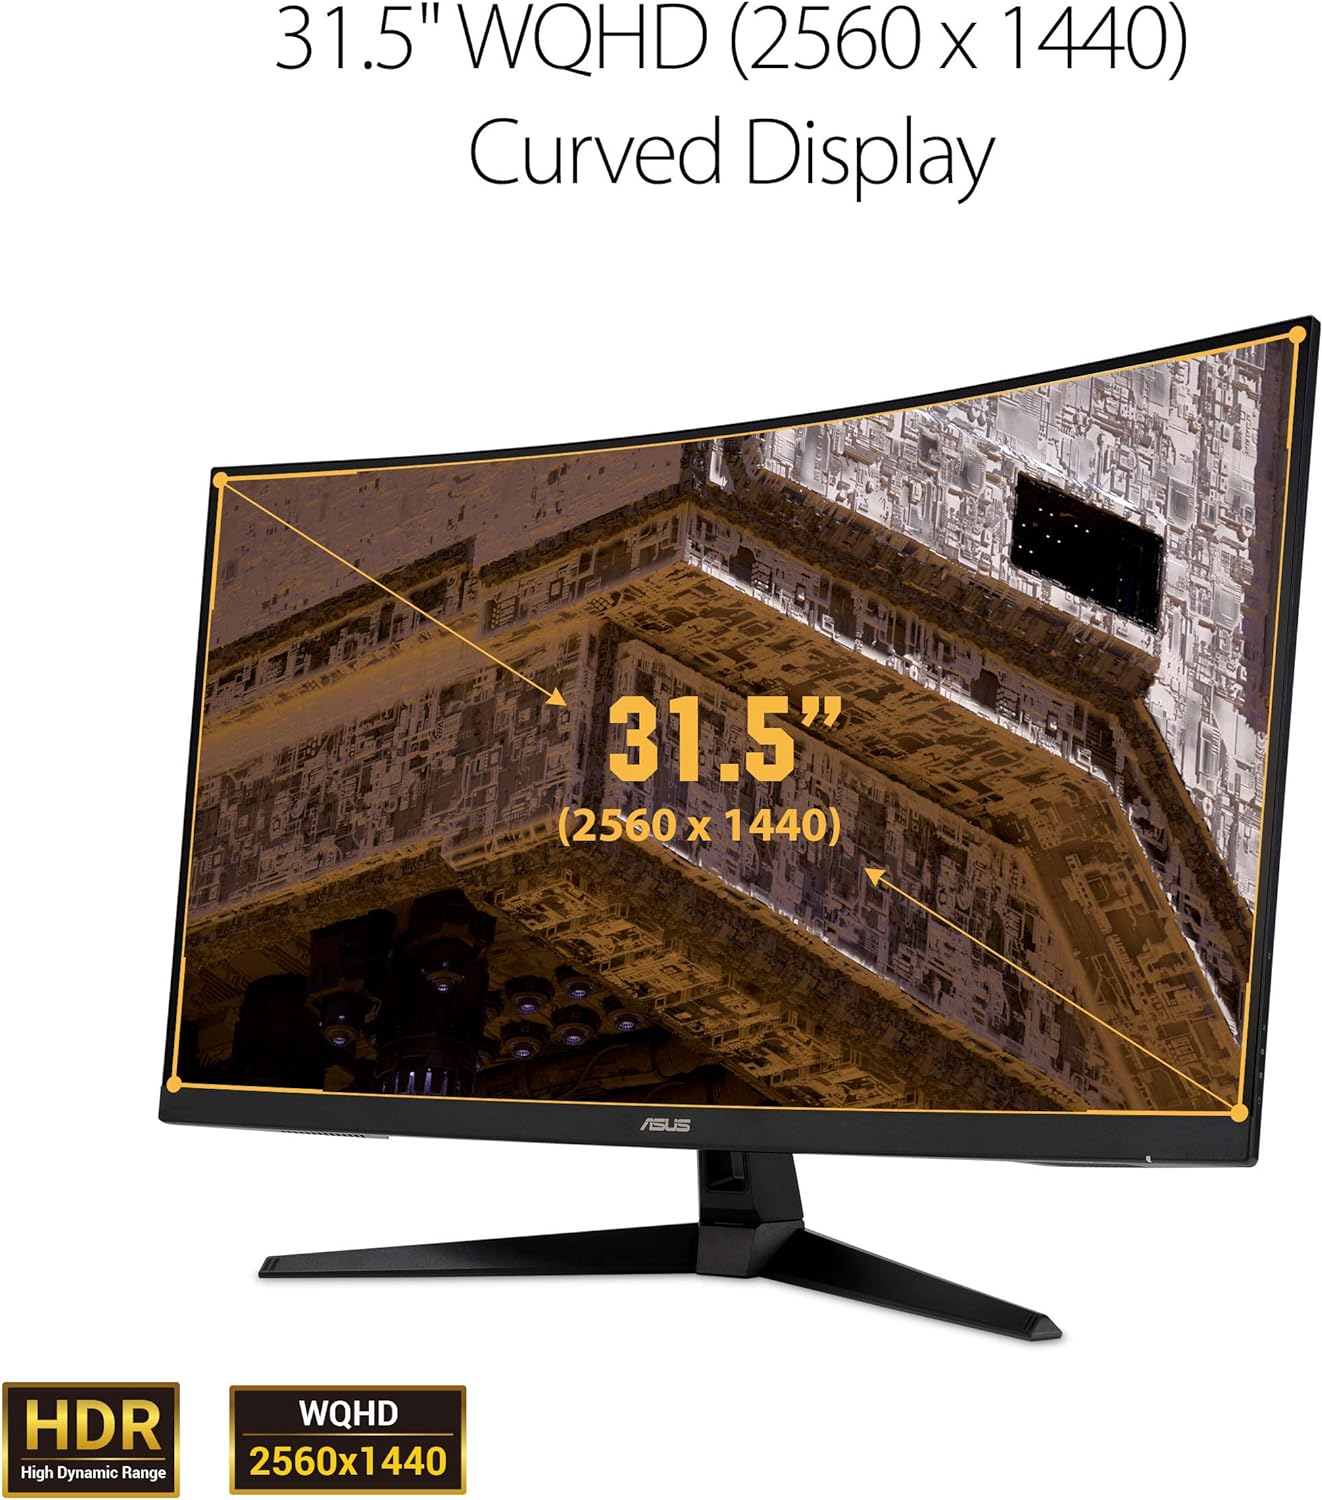 31.5" WQHD (2560 x 1440)
Curved Display
31.5”
(2560 x 1440)
ASUS
HDR
High Dynamic Range
WQHD
2560x1440